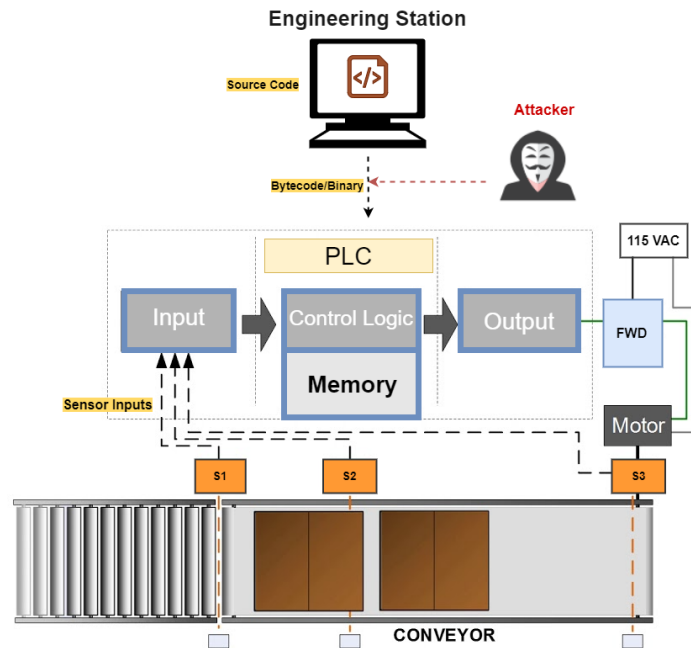 Engineering Station
Source Code
</>
Attacker
Bytecode/Binary
115 VAC
PLC
Input
Control Logic
Output
FWD
Memory
Sensor Inputs
Motor
S1
S2
S3
CONVEYOR